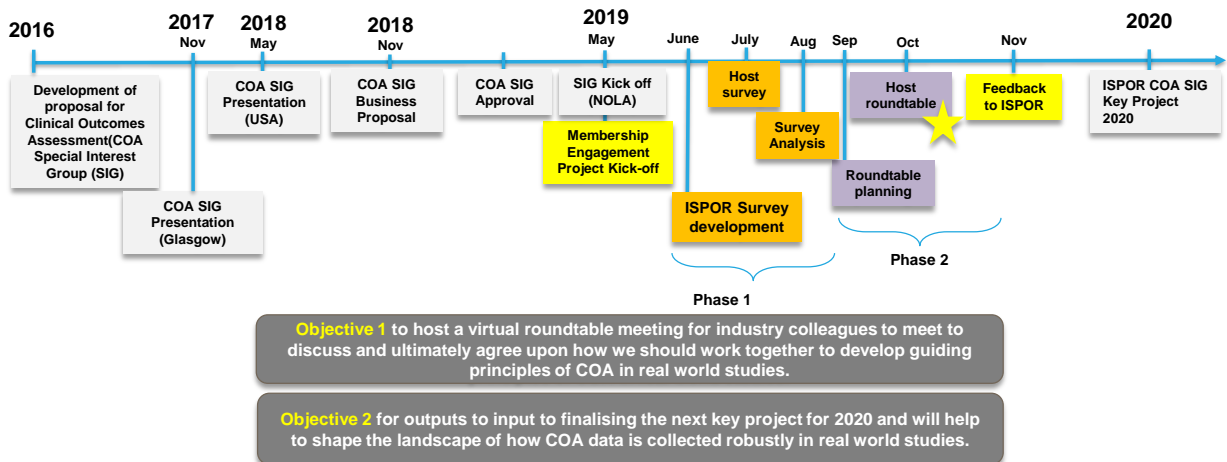 2016
2017
Nov
2018
May
2018
Nov
2019
May
June
July
Aug
Sep
Oct
Nov
2020
Development of
proposal for
Clinical Outcomes
Assessment(COA
Special Interest
Group (SIG)
COA SIG
Presentation
(Glasgow)
COA SIG
Presentation
(USA)
COA SIG
Business
Proposal
COA SIG
Approval
SIG Kick off
(NOLA)
Membership
Engagement
Project Kick-off
ISPOR Survey
development
Host
survey
Survey
Analysis
Roundtable
planning
Host
roundtable
Feedback
to ISPOR
ISPOR COA SIG
Key Project
2020
Phase 1
Phase 2
Objective 1 to host a virtual roundtable meeting for industry colleagues to meet to
discuss and ultimately agree upon how we should work together to develop guiding
principles of COA in real world studies.
Objective 2 for outputs to input to finalising the next key project for 2020 and will help
to shape the landscape of how COA data is collected robustly in real world studies.